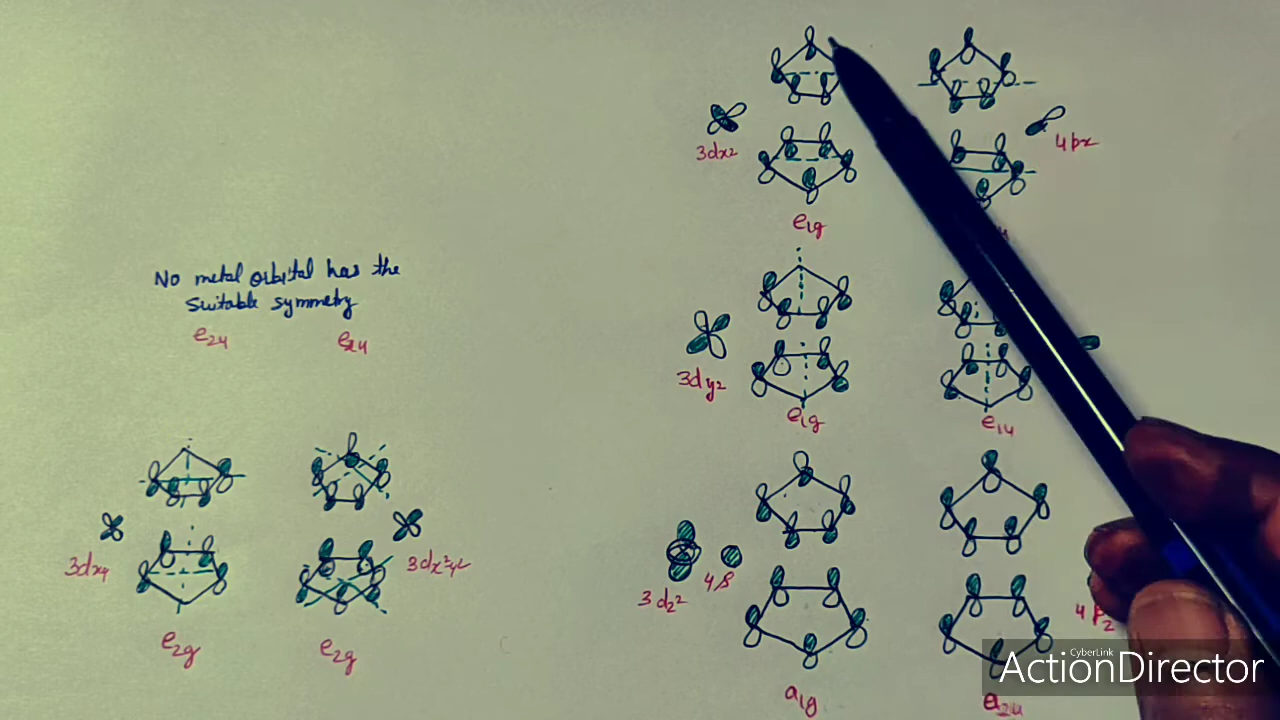 3dxz
4px
e1g
No metal orbital has the
suitable symmetry
e2u e2u
3dyz
e1g
e1u
3dxy
3dx²-y²
3dz²
4s
4pz
e2g
e2g
a1g
a2u
CyberLink
ActionDirector